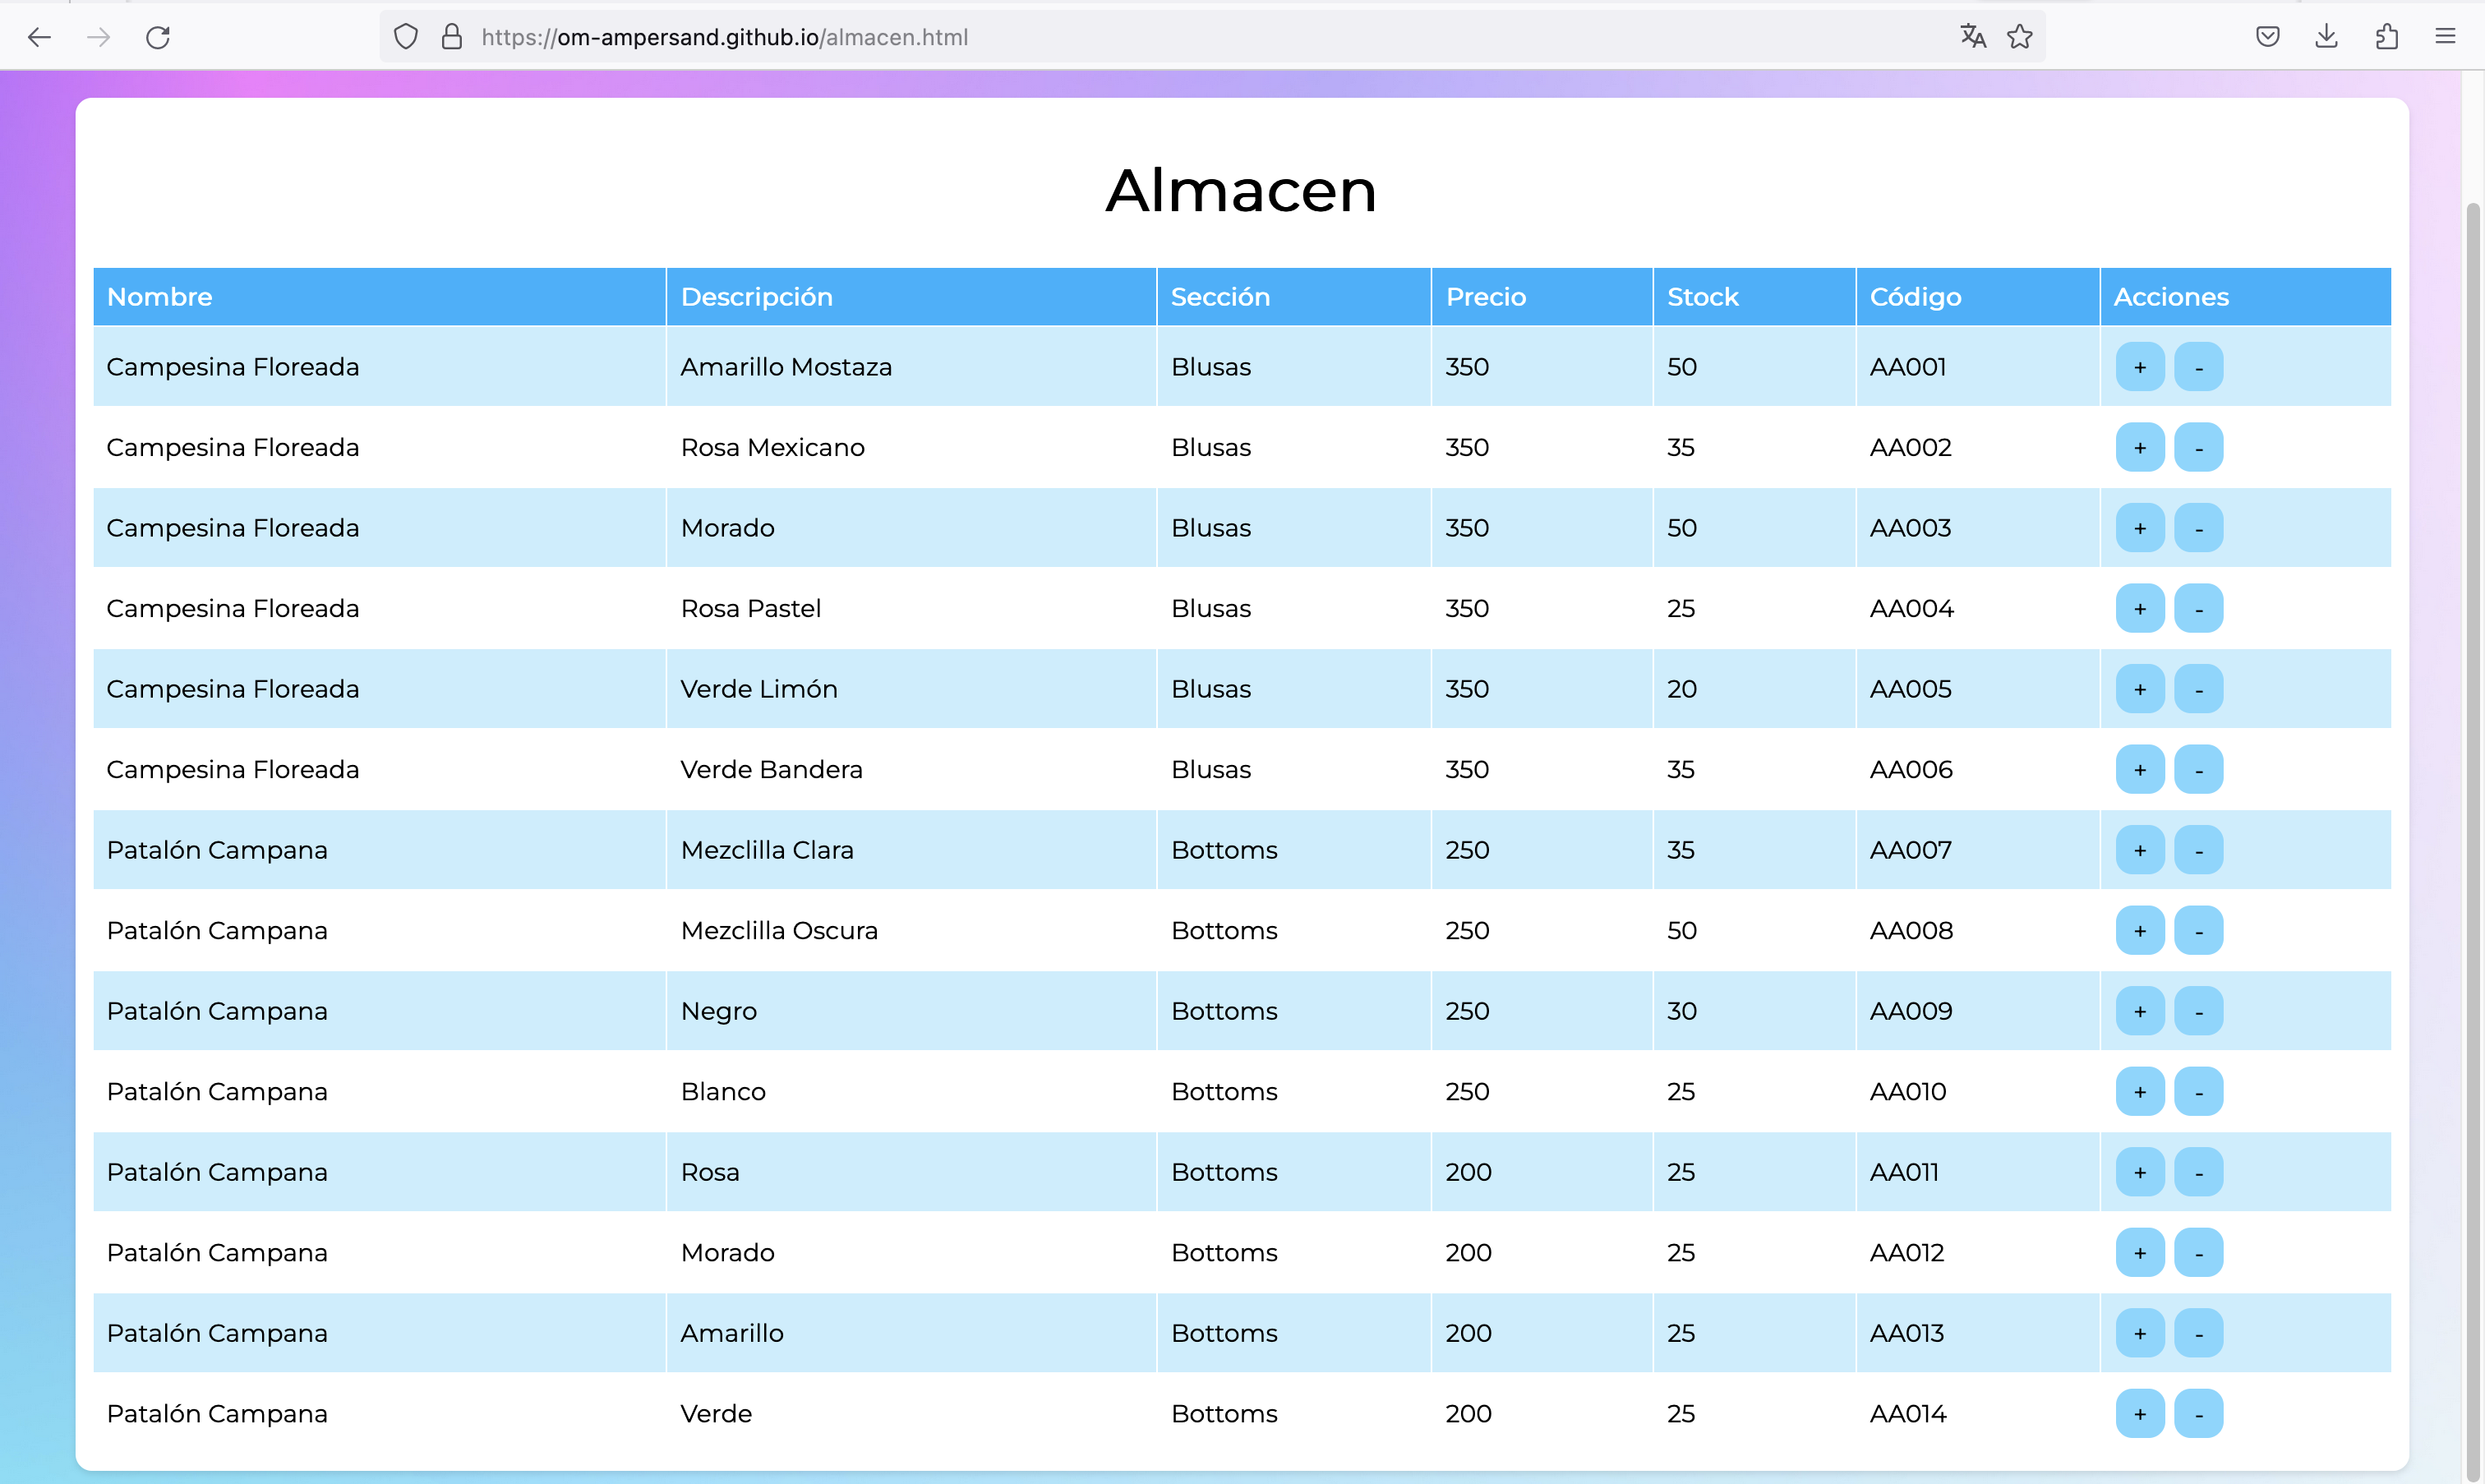 https://om-ampersand.github.io/almacen.html
Almacen
Nombre Descripción Sección Precio Stock Código Acciones
Campesina Floreada Amarillo Mostaza Blusas 350 50 AA001 + -
Campesina Floreada Rosa Mexicano Blusas 350 35 AA002 + -
Campesina Floreada Morado Blusas 350 50 AA003 + -
Campesina Floreada Rosa Pastel Blusas 350 25 AA004 + -
Campesina Floreada Verde Limón Blusas 350 20 AA005 + -
Campesina Floreada Verde Bandera Blusas 350 35 AA006 + -
Patalón Campana Mezclilla Clara Bottoms 250 35 AA007 + -
Patalón Campana Mezclilla Oscura Bottoms 250 50 AA008 + -
Patalón Campana Negro Bottoms 250 30 AA009 + -
Patalón Campana Blanco Bottoms 250 25 AA010 + -
Patalón Campana Rosa Bottoms 200 25 AA011 + -
Patalón Campana Morado Bottoms 200 25 AA012 + -
Patalón Campana Amarillo Bottoms 200 25 AA013 + -
Patalón Campana Verde Bottoms 200 25 AA014 + -